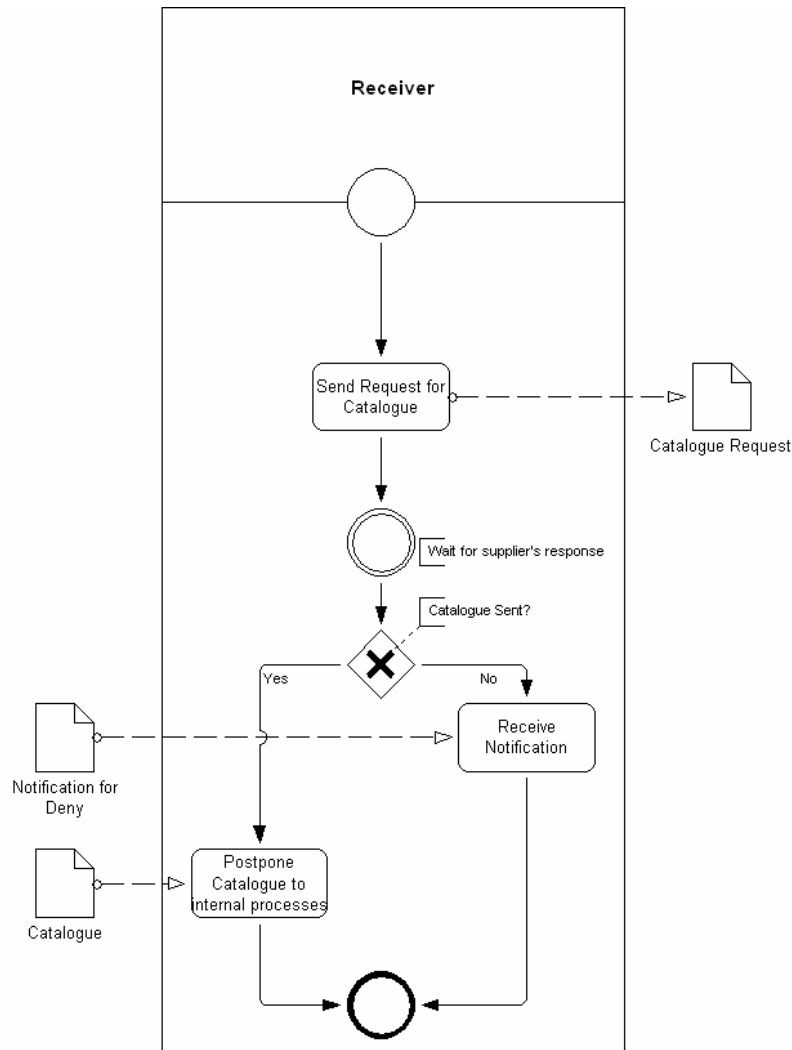 Receiver
Send Request for
Catalogue
Catalogue Request
Wait for supplier's response
Catalogue Sent?
Yes
No
Receive
Notification
Notification for
Deny
Postpone
Catalogue to
internal processes
Catalogue